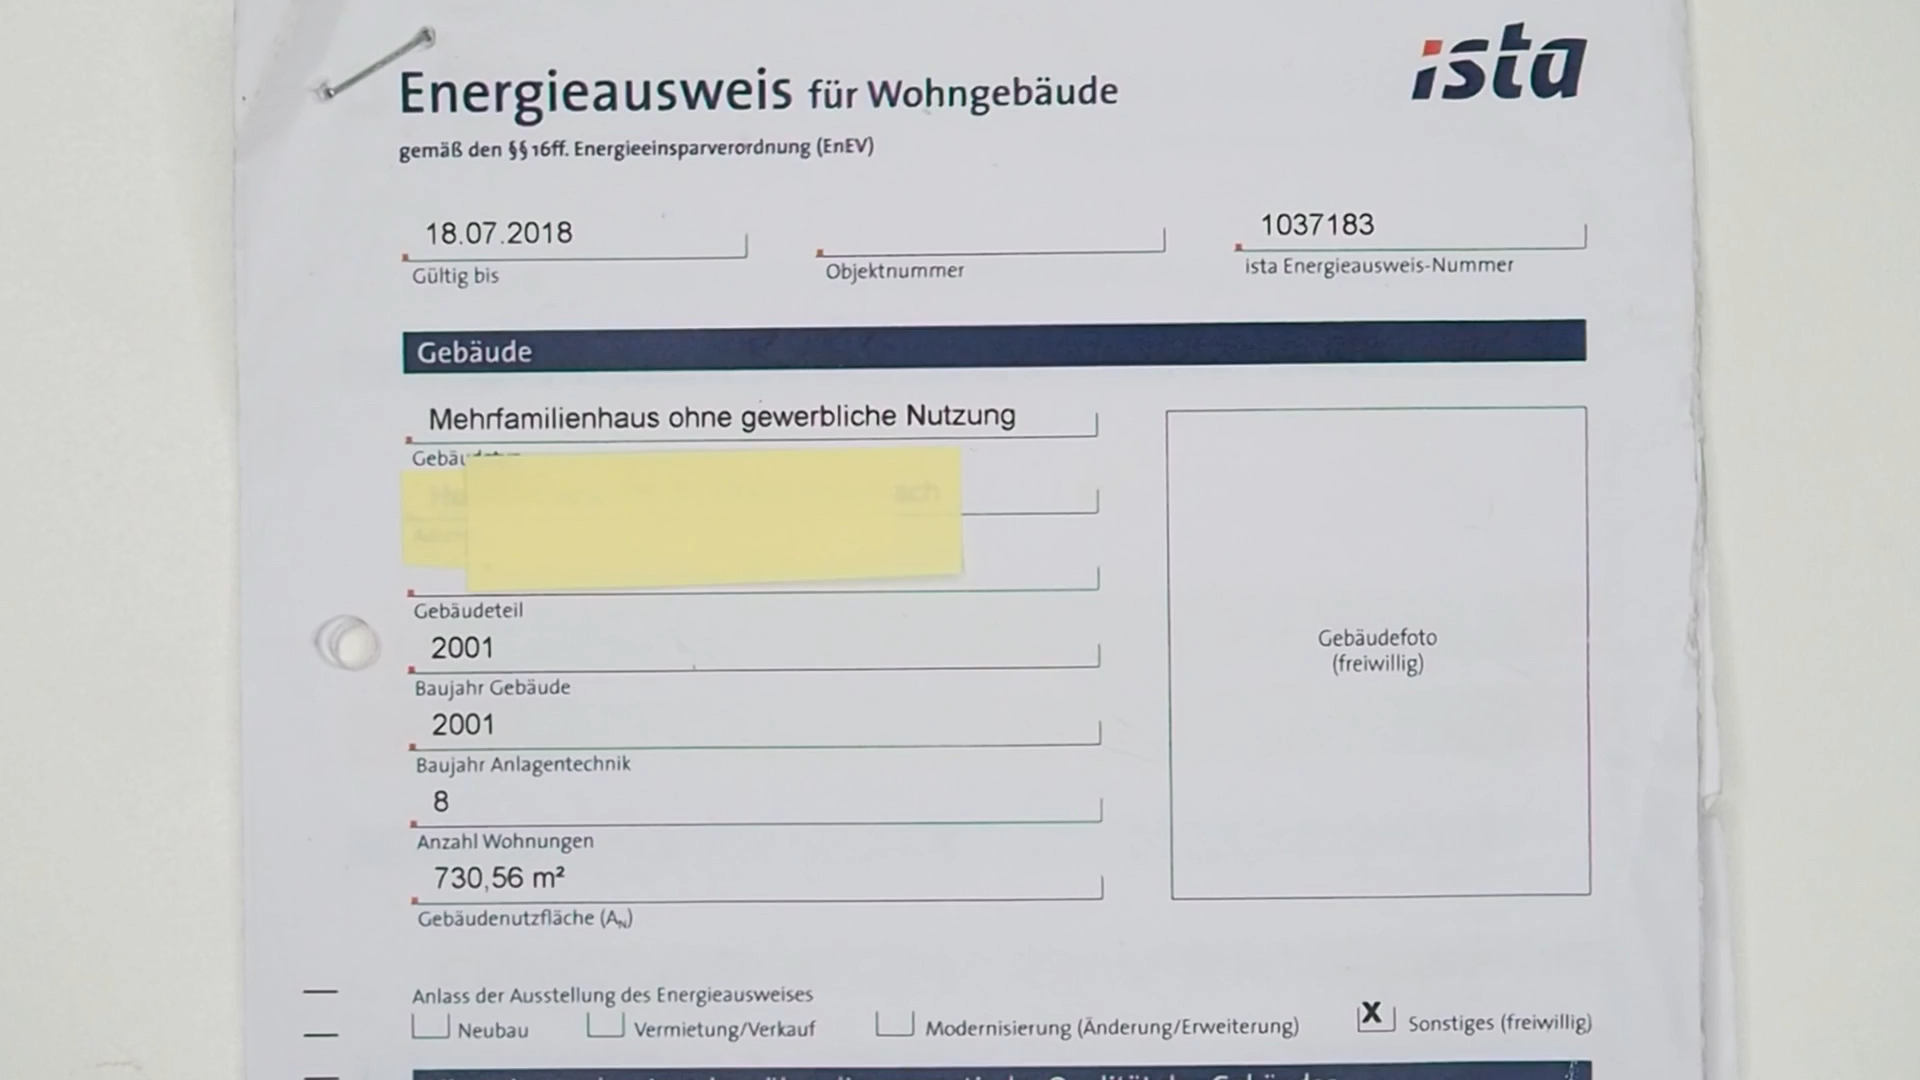 ista
Energieausweis für Wohngebäude
gemäß den §§ 16ff. Energieeinsparverordnung (EnEV)
18.07.2018
Gültig bis
Objektnummer
1037183
ista Energieausweis-Nummer
Gebäude
Mehrfamilienhaus ohne gewerbliche Nutzung
Gebäudeteil
2001
Baujahr Gebäude
2001
Baujahr Anlagentechnik
8
Anzahl Wohnungen
730,56 m²
Gebäudenutzfläche (AN)
Gebäudefoto
(freiwillig)
Anlass der Ausstellung des Energieausweises
Neubau
Vermietung/Verkauf
Modernisierung (Änderung/Erweiterung)
X Sonstiges (freiwillig)